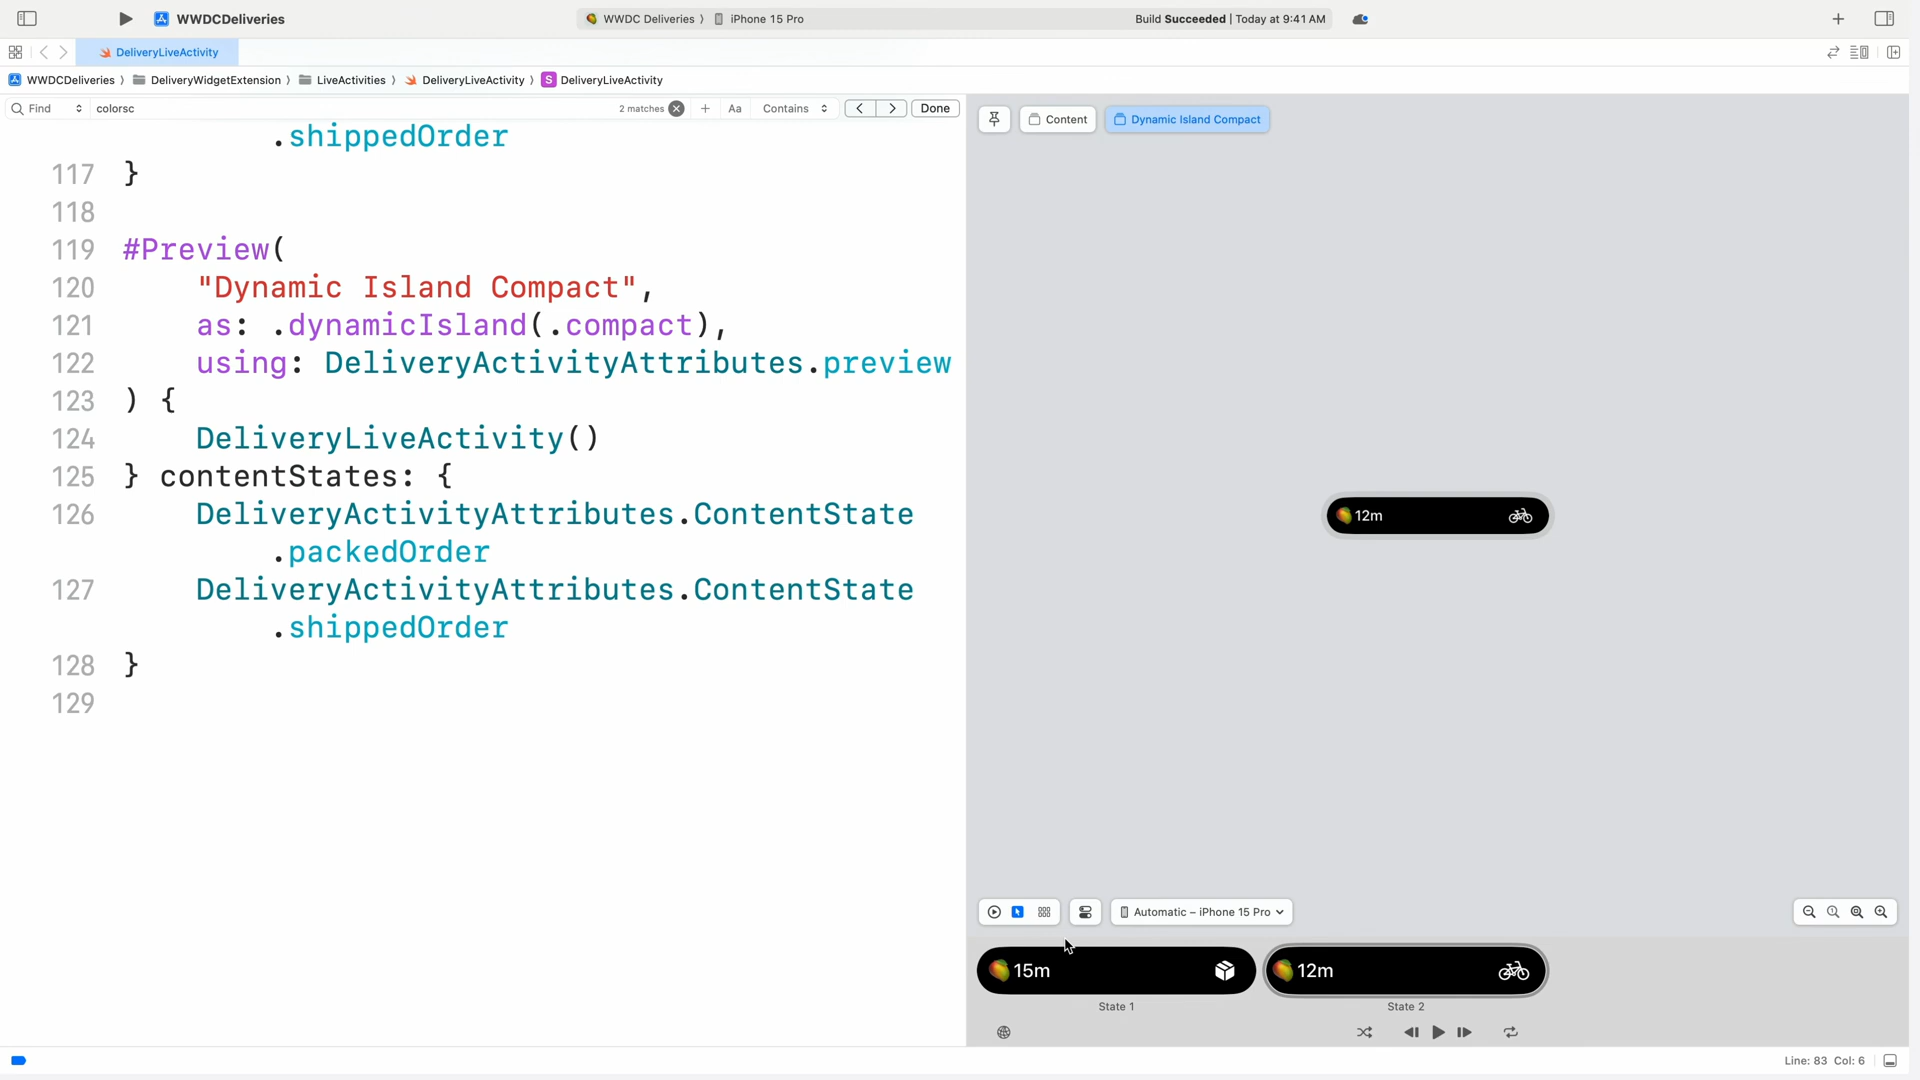 WWDCDeliveries
WWDC Deliveries 〉 iPhone 15 Pro
Build Succeeded | Today at 9:41 AM
DeliveryLiveActivity
WWDCDeliveries 〉 DeliveryWidgetExtension 〉 LiveActivities 〉 DeliveryLiveActivity 〉 S DeliveryLiveActivity
Find colorsc 2 matches Aa Contains Done
.shippedOrder
117 }
118
119 #Preview(
120 "Dynamic Island Compact",
121 as: .dynamicIsland(.compact),
122 using: DeliveryActivityAttributes.preview
123 ) {
124 DeliveryLiveActivity()
125 } contentStates: {
126 DeliveryActivityAttributes.ContentState
.packedOrder
127 DeliveryActivityAttributes.ContentState
.shippedOrder
128 }
129
Content Dynamic Island Compact
12m
Automatic – iPhone 15 Pro
15m
State 1
12m
State 2
Line: 83 Col: 6